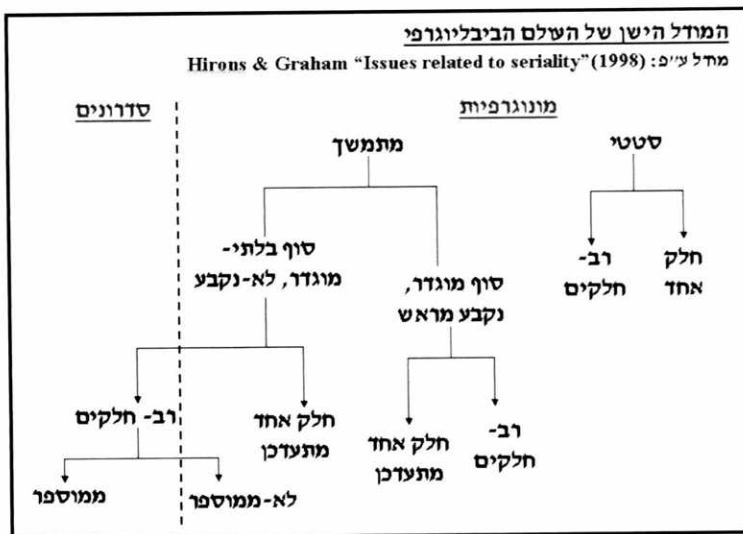 המודל הישן של העולם הביבליוגרפי
מודל ע״פ: Hirons & Graham “Issues related to seriality” (1998)
מונוגרפיות
סדרונים
סטטי
מתמשך
חלק
אחד
רב-
חלקים
סוף מוגדר,
נקבע מראש
סוף בלתי-
מוגדר, לא-נקבע
רב-
חלקים
חלק אחד
מתעדכן
חלק אחד
מתעדכן
רב- חלקים
לא-ממוספר
ממוספר